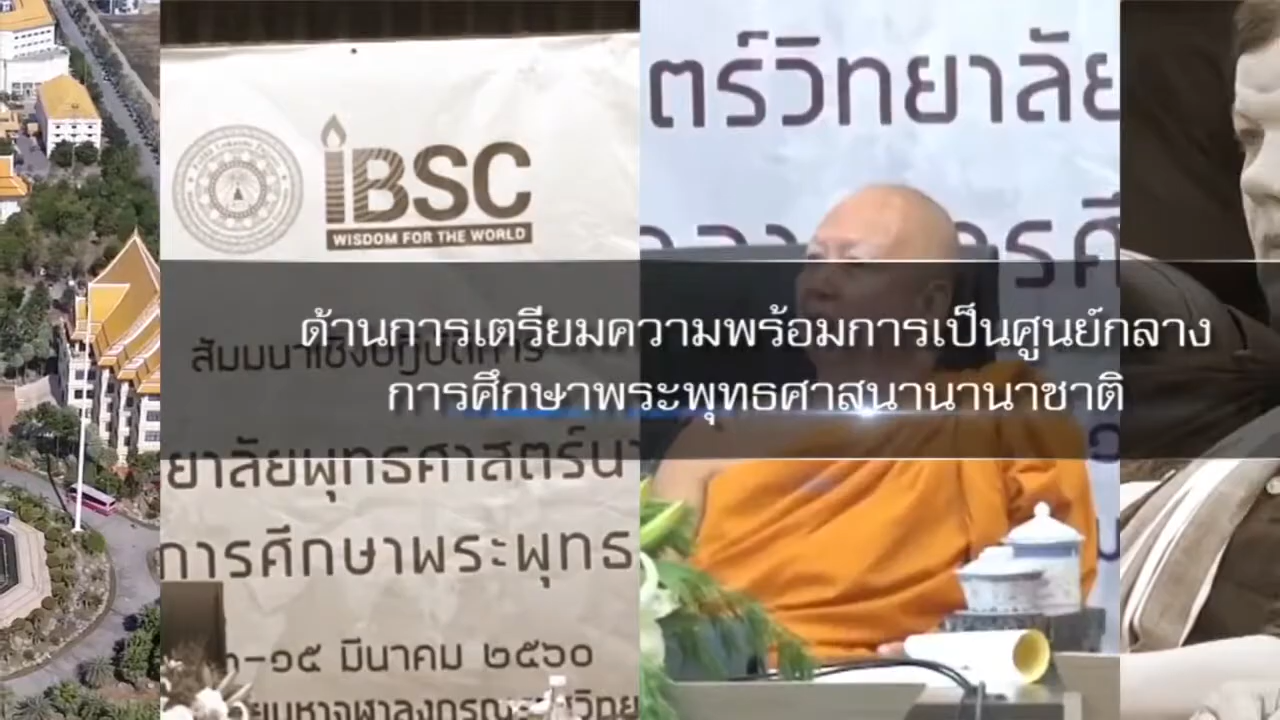 iBSC
WISDOM FOR THE WORLD
ตร์วิทยาลัย
ด้านการเตรียมความพร้อมการเป็นศูนย์กลาง
สัมมนาเชิงปฏิบัติการ
การศึกษาพระพุทธศาสนานานาชาติ
ยาลัยพุทธศาสตร์นา
การศึกษาพระพุทธ
-๑๕ มีนาคม ๒๕๖๐